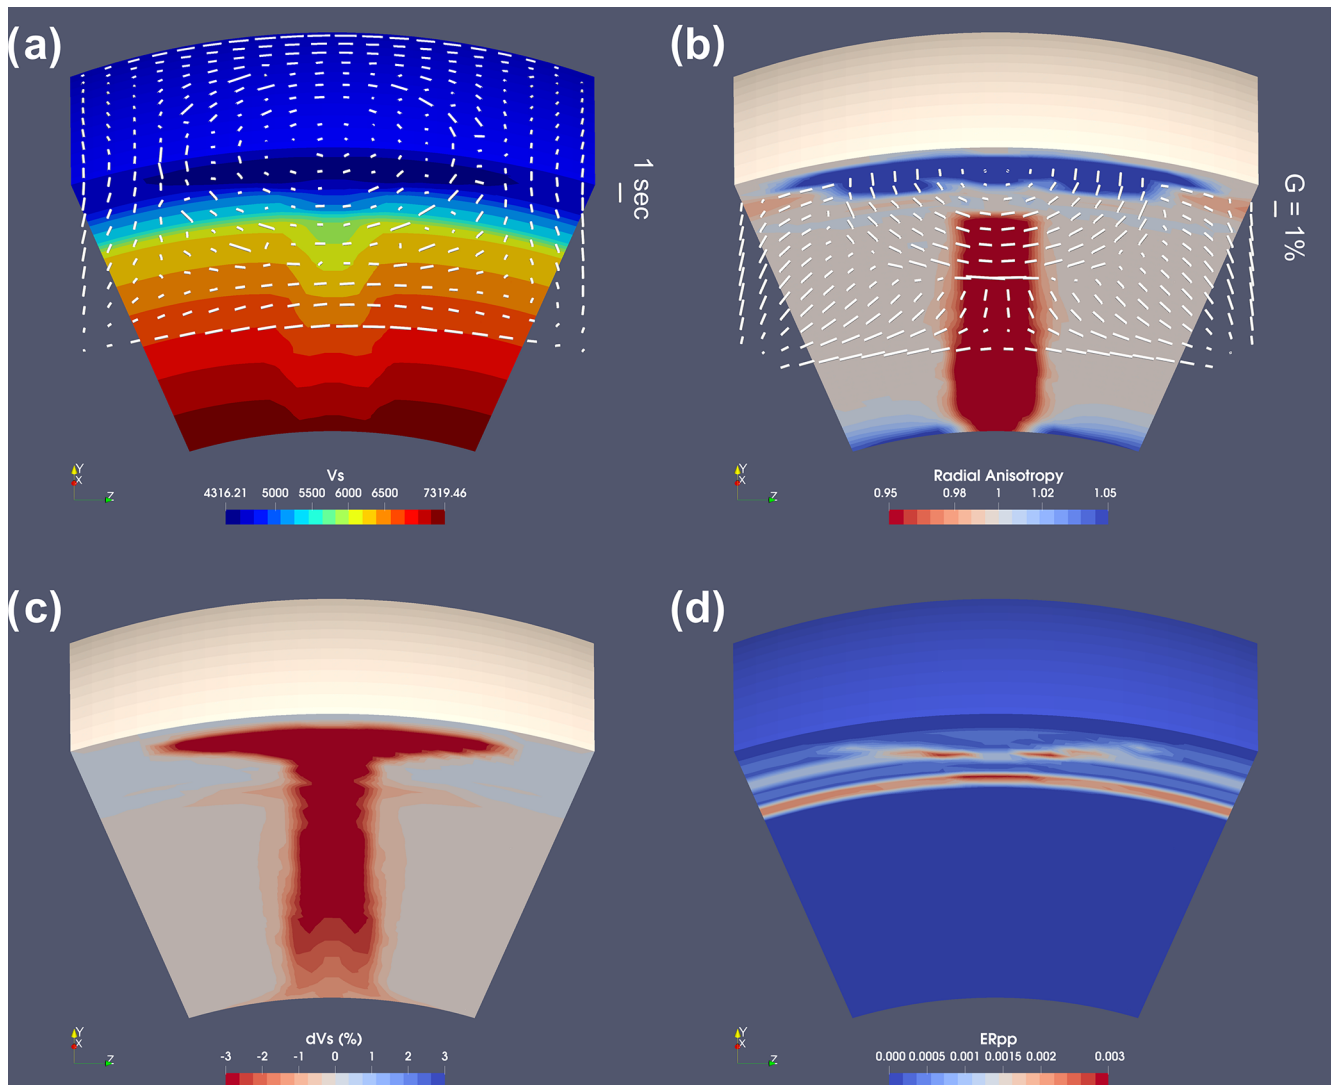 (a)
1 sec
Y
X
Z
Vs
4316.21 5000 5500 6000 6500 7319.46
(b)
G = 1%
Y
X
Z
Radial Anisotropy
0.95 0.98 1 1.02 1.05
(c)
Y
X
Z
dVs (%)
-3 -2 -1 0 1 2 3
(d)
Y
X
Z
ERpp
0.000 0.0005 0.001 0.0015 0.002 0.003